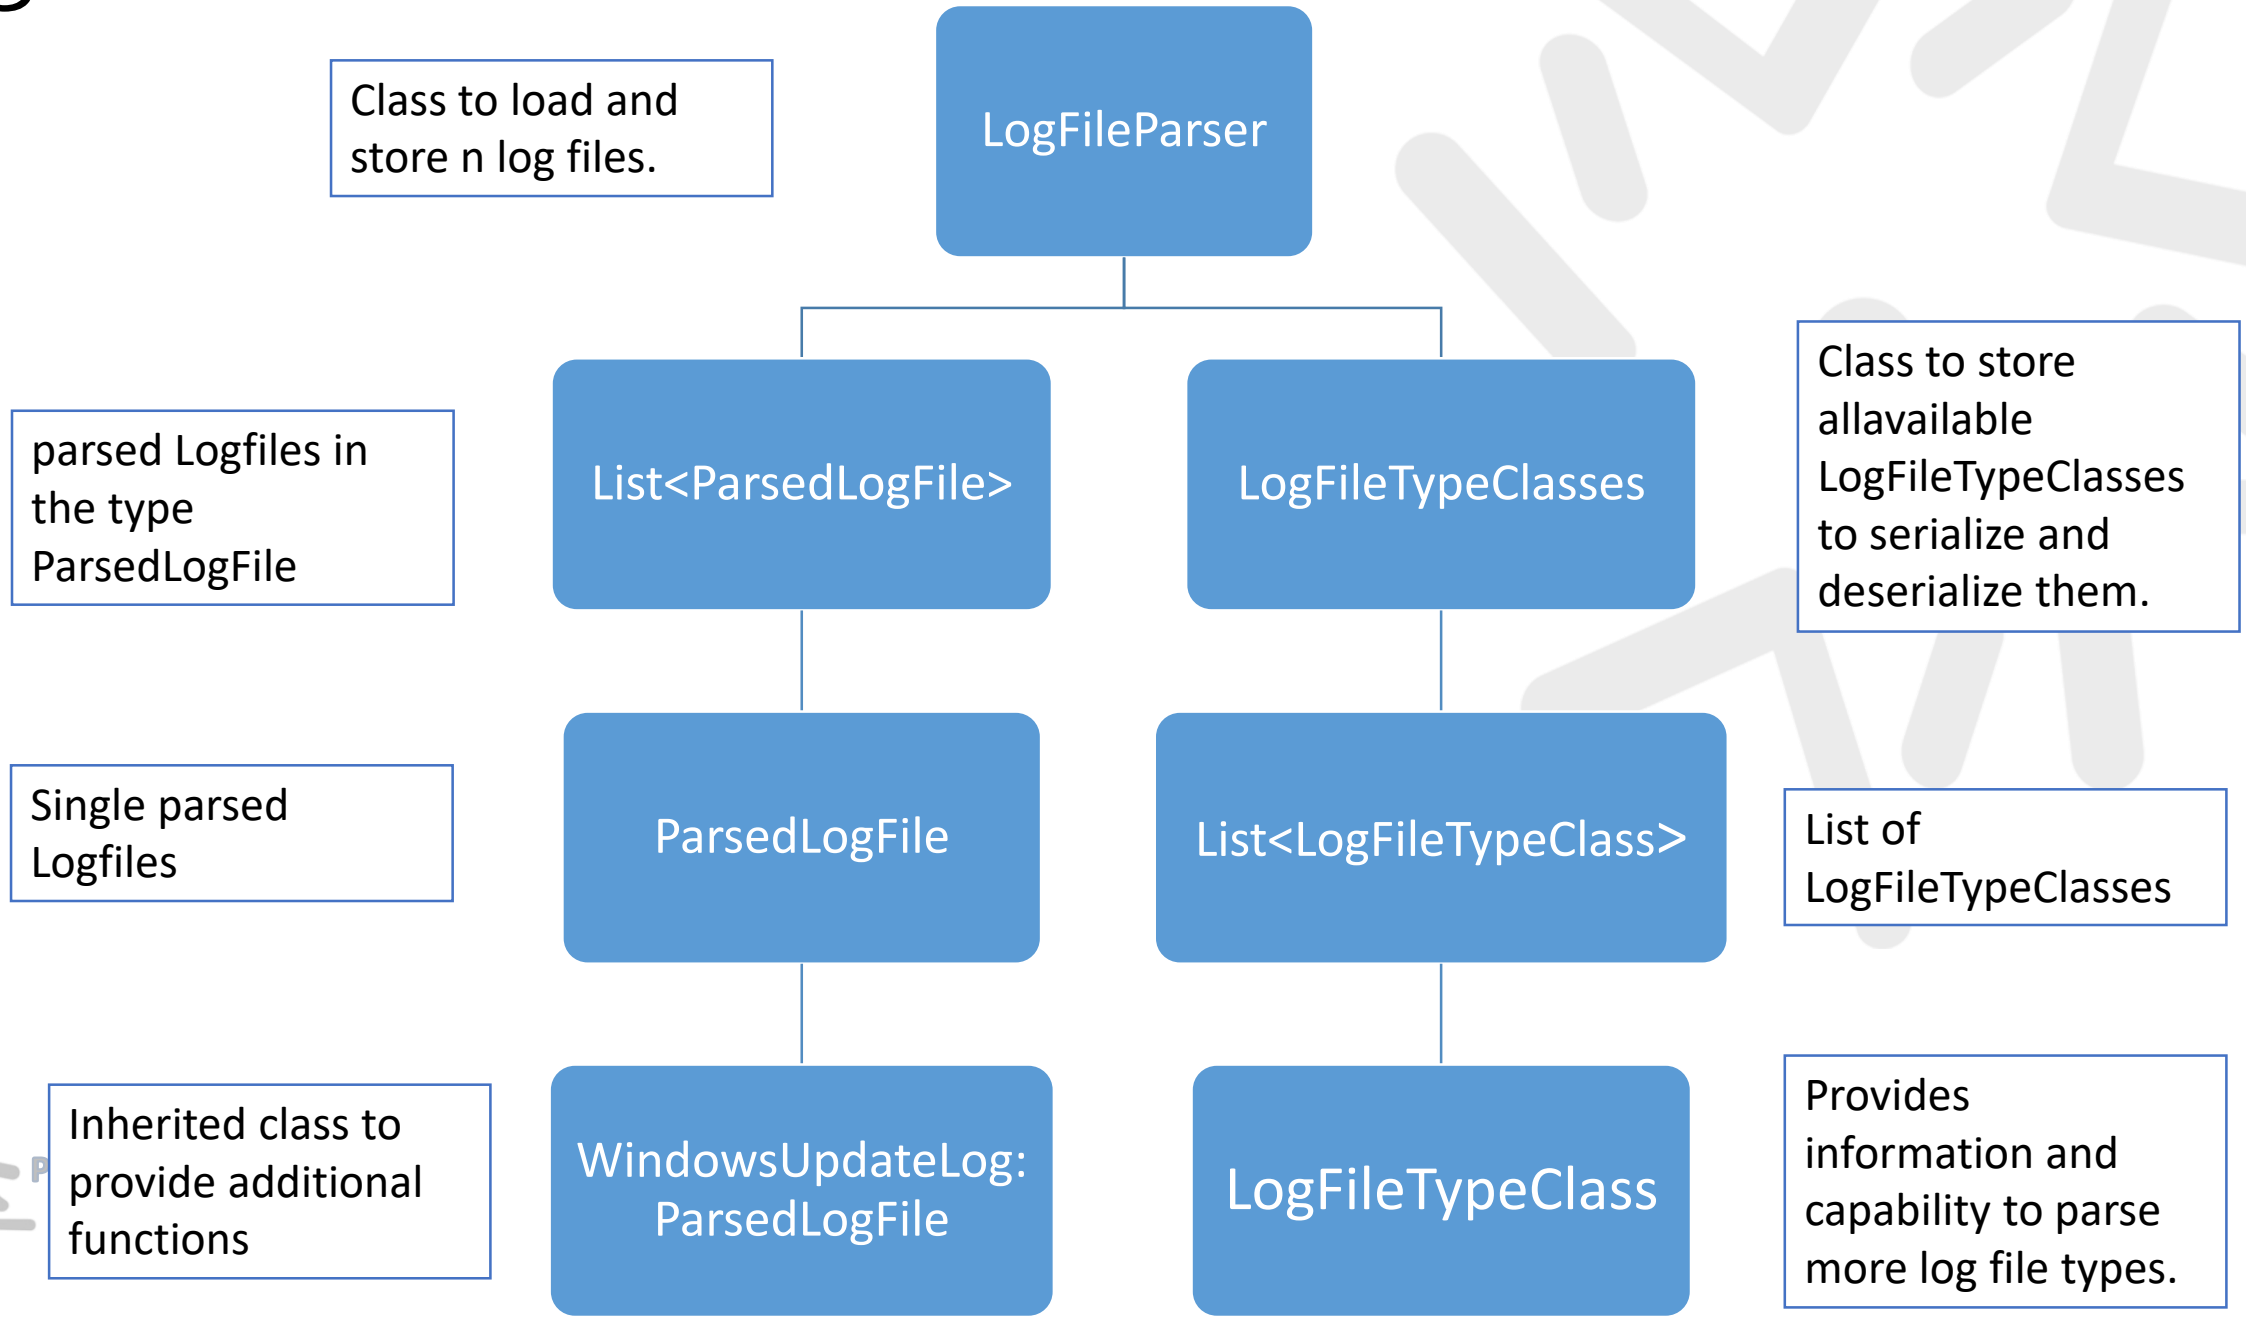 Class to load and
store n log files.
LogFileParser
parsed Logfiles in
the type
ParsedLogFile
List<ParsedLogFile>
LogFileTypeClasses
Class to store
allavailable
LogFileTypeClasses
to serialize and
deserialize them.
Single parsed
Logfiles
ParsedLogFile
List<LogFileTypeClass>
List of
LogFileTypeClasses
Inherited class to
provide additional
functions
WindowsUpdateLog:
ParsedLogFile
LogFileTypeClass
Provides
information and
capability to parse
more log file types.
P